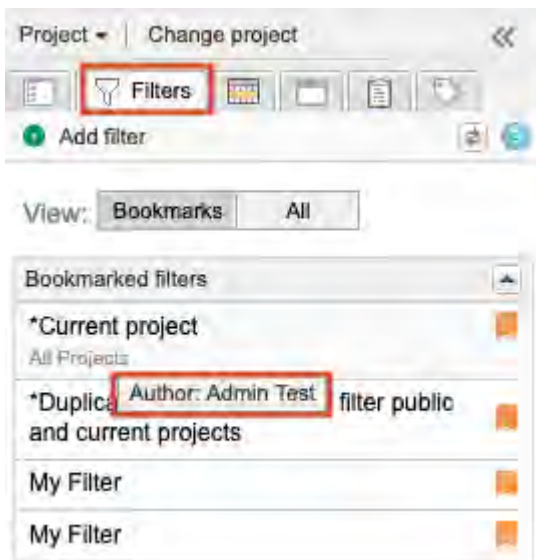 Project
Change project
Filters
Add filter
View: Bookmarks All
Bookmarked filters
*Current project
All Projects
Author: Admin Test
*Duplica filter public
and current projects
My Filter
My Filter